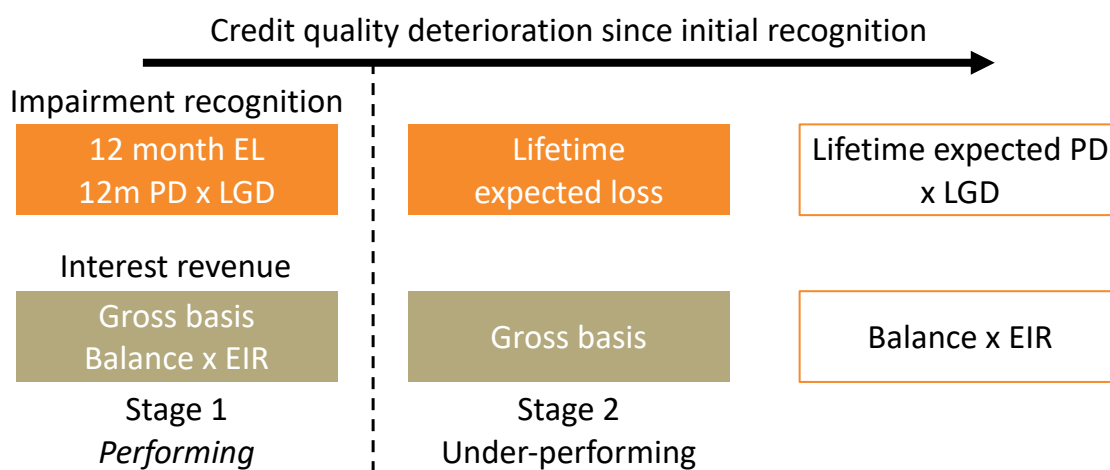 Credit quality deterioration since initial recognition
Impairment recognition
12 month EL
12m PD x LGD
Lifetime
expected loss
Lifetime expected PD
x LGD
Interest revenue
Gross basis
Balance x EIR
Gross basis
Balance x EIR
Stage 1
Performing
Stage 2
Under-performing